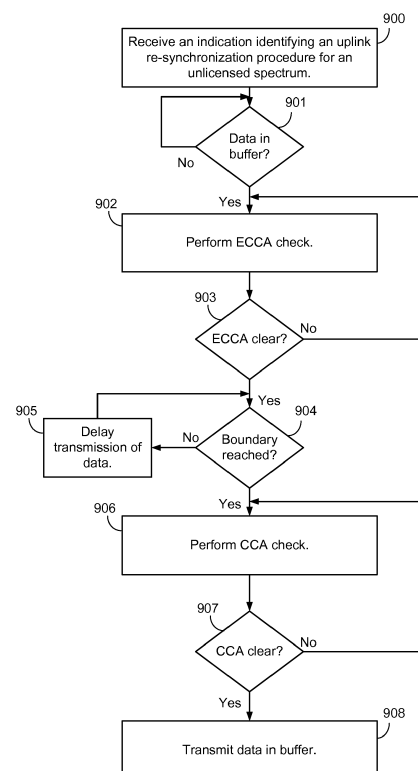 900
Receive an indication identifying an uplink
re-synchronization procedure for an
unlicensed spectrum.
901
Data in
buffer?
No
Yes
902
Perform ECCA check.
903
ECCA clear?
No
Yes
904
905
Delay
transmission of
data.
No
Boundary
reached?
Yes
906
Perform CCA check.
907
CCA clear?
No
Yes
908
Transmit data in buffer.